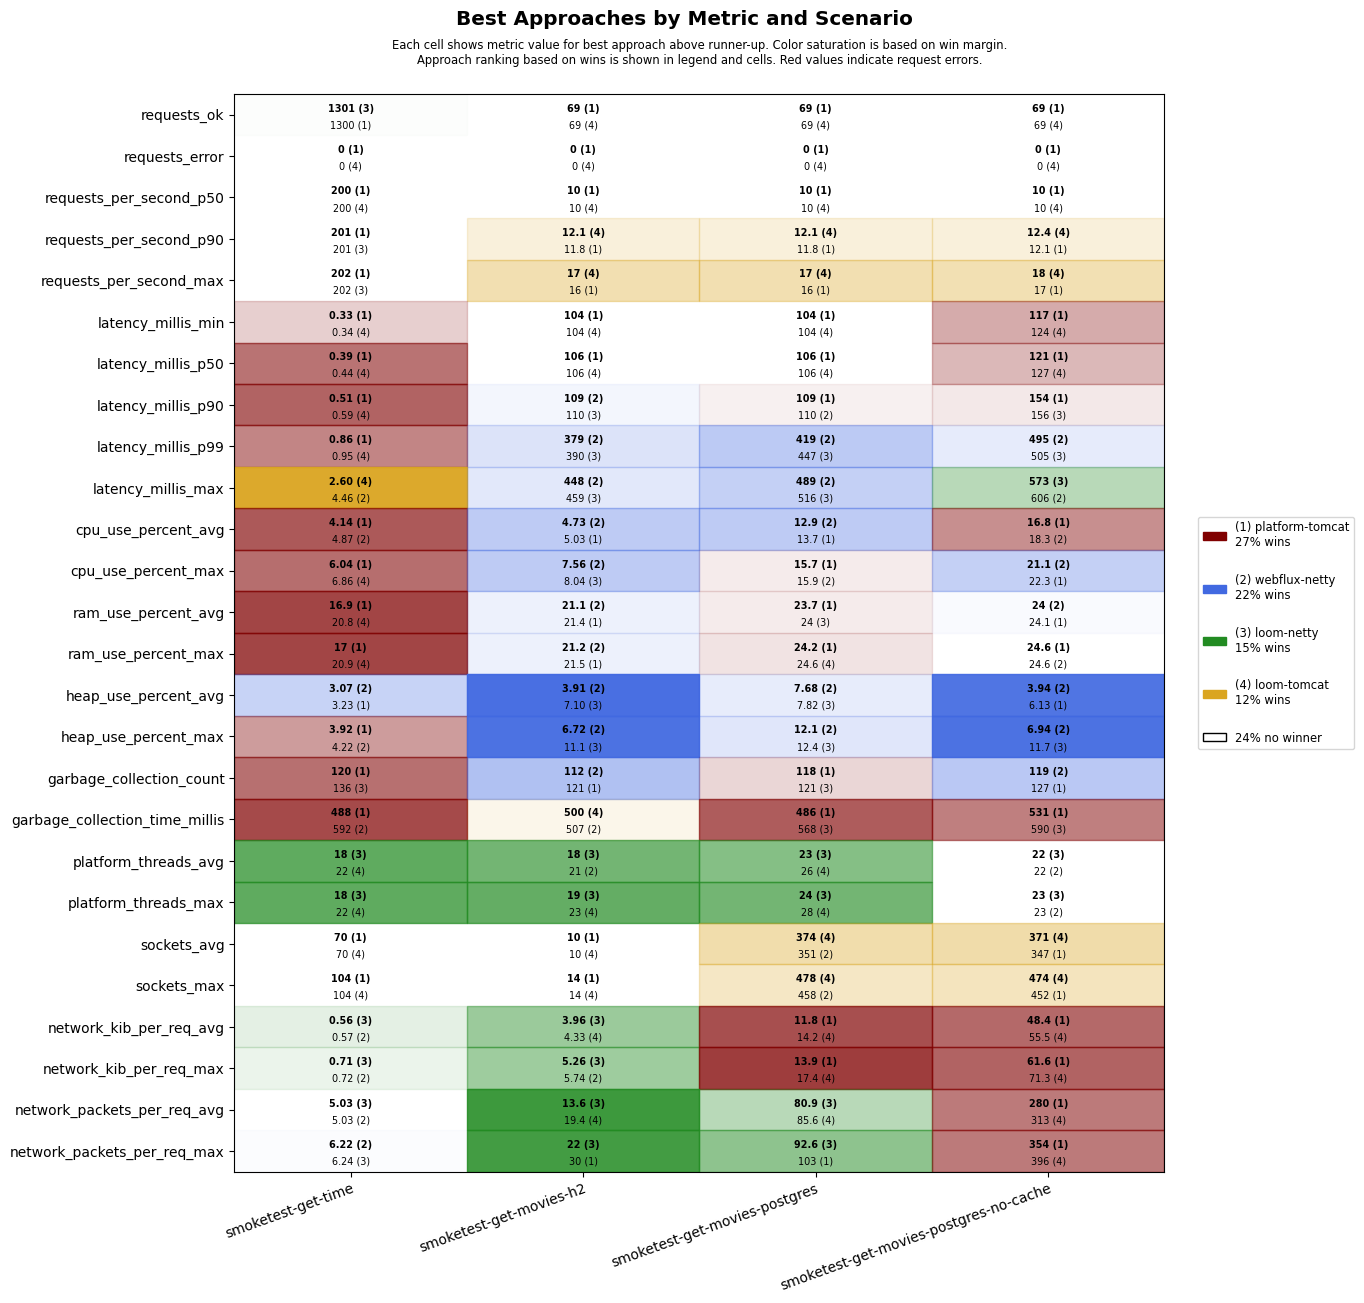 Best Approaches by Metric and Scenario
Each cell shows metric value for best approach above runner-up. Color saturation is based on win margin.
Approach ranking based on wins is shown in legend and cells. Red values indicate request errors.
requests_ok
1301 (3) 69 (1) 69 (1) 69 (1)
1300 (1) 69 (4) 69 (4) 69 (4)
requests_error
0 (1) 0 (1) 0 (1) 0 (1)
0 (4) 0 (4) 0 (4) 0 (4)
requests_per_second_p50
200 (1) 10 (1) 10 (1) 10 (1)
200 (4) 10 (4) 10 (4) 10 (4)
requests_per_second_p90
201 (1) 12.1 (4) 12.1 (4) 12.4 (4)
201 (3) 11.8 (1) 11.8 (1) 12.1 (1)
requests_per_second_max
202 (1) 17 (4) 17 (4) 18 (4)
202 (3) 16 (1) 16 (1) 17 (1)
latency_millis_min
0.33 (1) 104 (1) 104 (1) 117 (1)
0.34 (4) 104 (4) 104 (4) 124 (4)
latency_millis_p50
0.39 (1) 106 (1) 106 (1) 121 (1)
0.44 (4) 106 (4) 106 (4) 127 (4)
latency_millis_p90
0.51 (1) 109 (2) 109 (1) 154 (1)
0.59 (4) 110 (3) 110 (2) 156 (3)
latency_millis_p99
0.86 (1) 379 (2) 419 (2) 495 (2)
0.95 (4) 390 (3) 447 (3) 505 (3)
latency_millis_max
2.60 (4) 448 (2) 489 (2) 573 (3)
4.46 (2) 459 (3) 516 (3) 606 (2)
cpu_use_percent_avg
4.14 (1) 4.73 (2) 12.9 (2) 16.8 (1)
4.87 (2) 5.03 (1) 13.7 (1) 18.3 (2)
cpu_use_percent_max
6.04 (1) 7.56 (2) 15.7 (1) 21.1 (2)
6.86 (4) 8.04 (3) 15.9 (2) 22.3 (1)
ram_use_percent_avg
16.9 (1) 21.1 (2) 23.7 (1) 24 (2)
20.8 (4) 21.4 (1) 24 (3) 24.1 (1)
ram_use_percent_max
17 (1) 21.2 (2) 24.2 (1) 24.6 (1)
20.9 (4) 21.5 (1) 24.6 (4) 24.6 (2)
heap_use_percent_avg
3.07 (2) 3.91 (2) 7.68 (2) 3.94 (2)
3.23 (1) 7.10 (3) 7.82 (3) 6.13 (1)
heap_use_percent_max
3.92 (1) 6.72 (2) 12.1 (2) 6.94 (2)
4.22 (2) 11.1 (3) 12.4 (3) 11.7 (3)
garbage_collection_count
120 (1) 112 (2) 118 (1) 119 (2)
136 (3) 121 (1) 121 (3) 127 (1)
garbage_collection_time_millis
488 (1) 500 (4) 486 (1) 531 (1)
592 (2) 507 (2) 568 (3) 590 (3)
platform_threads_avg
18 (3) 18 (3) 23 (3) 22 (3)
22 (4) 21 (2) 26 (4) 22 (2)
platform_threads_max
18 (3) 19 (3) 24 (3) 23 (3)
22 (4) 23 (4) 28 (4) 23 (2)
sockets_avg
70 (1) 10 (1) 374 (4) 371 (4)
70 (4) 10 (4) 351 (2) 347 (1)
sockets_max
104 (1) 14 (1) 478 (4) 474 (4)
104 (4) 14 (4) 458 (2) 452 (1)
network_kib_per_req_avg
0.56 (3) 3.96 (3) 11.8 (1) 48.4 (1)
0.57 (2) 4.33 (4) 14.2 (4) 55.5 (4)
network_kib_per_req_max
0.71 (3) 5.26 (3) 13.9 (1) 61.6 (1)
0.72 (2) 5.74 (2) 17.4 (4) 71.3 (4)
network_packets_per_req_avg
5.03 (3) 13.6 (3) 80.9 (3) 280 (1)
5.03 (2) 19.4 (4) 85.6 (4) 313 (4)
network_packets_per_req_max
6.22 (2) 22 (3) 92.6 (3) 354 (1)
6.24 (3) 30 (1) 103 (1) 396 (4)
smoketest-get-time
smoketest-get-movies-h2
smoketest-get-movies-postgres
smoketest-get-movies-postgres-no-cache
(1) platform-tomcat
27% wins
(2) webflux-netty
22% wins
(3) loom-netty
15% wins
(4) loom-tomcat
12% wins
24% no winner